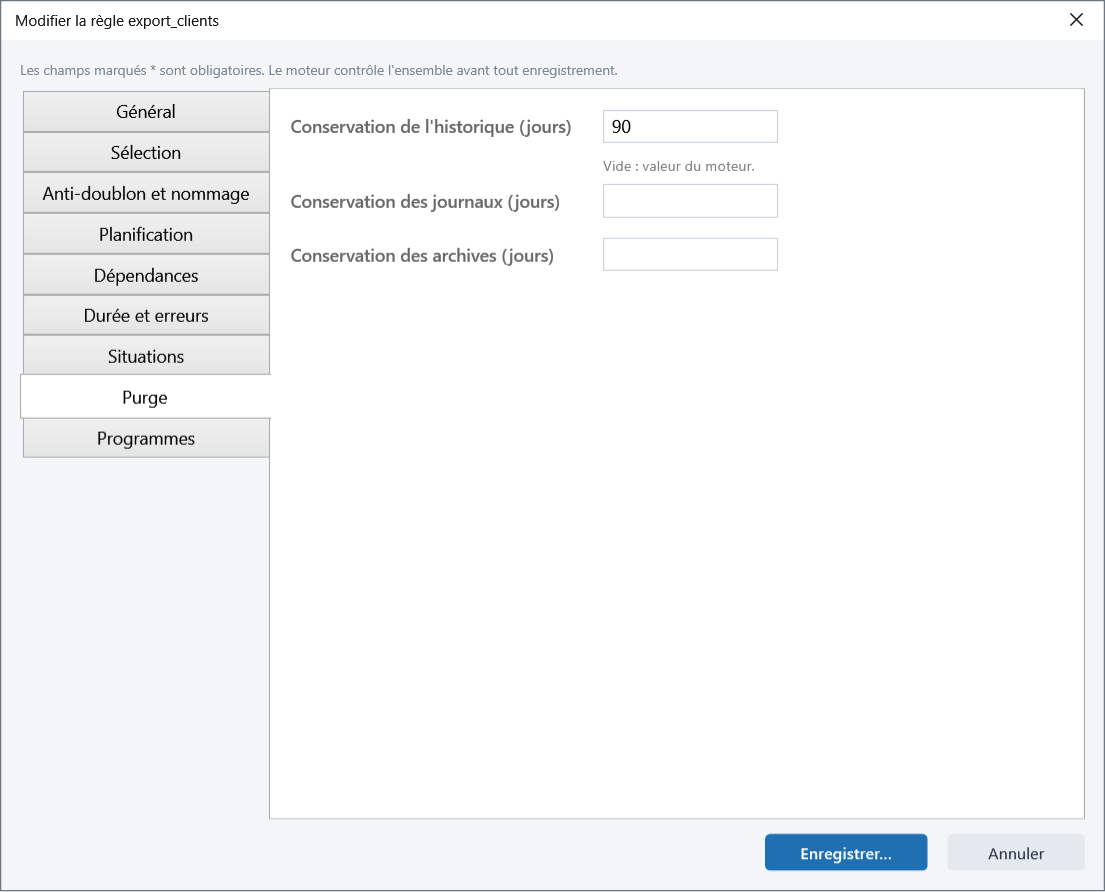 Modifier la règle export_clients
Les champs marqués * sont obligatoires. Le moteur contrôle l'ensemble avant tout enregistrement.
Général
Sélection
Anti-doublon et nommage
Planification
Dépendances
Durée et erreurs
Situations
Purge
Programmes
Conservation de l'historique (jours)
90
Vide : valeur du moteur.
Conservation des journaux (jours)
Conservation des archives (jours)
Enregistrer...
Annuler